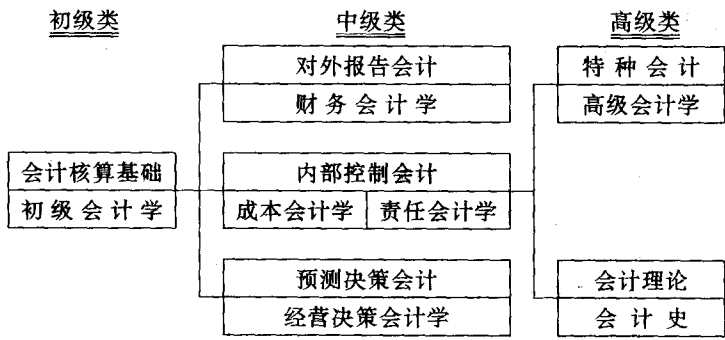 初级类 中级类 高级类
对外报告会计 特种会计
财务会计学 高级会计学
会计核算基础 内部控制会计
初级会计学 成本会计学 责任会计学
预测决策会计 会计理论
经营决策会计学 会计史